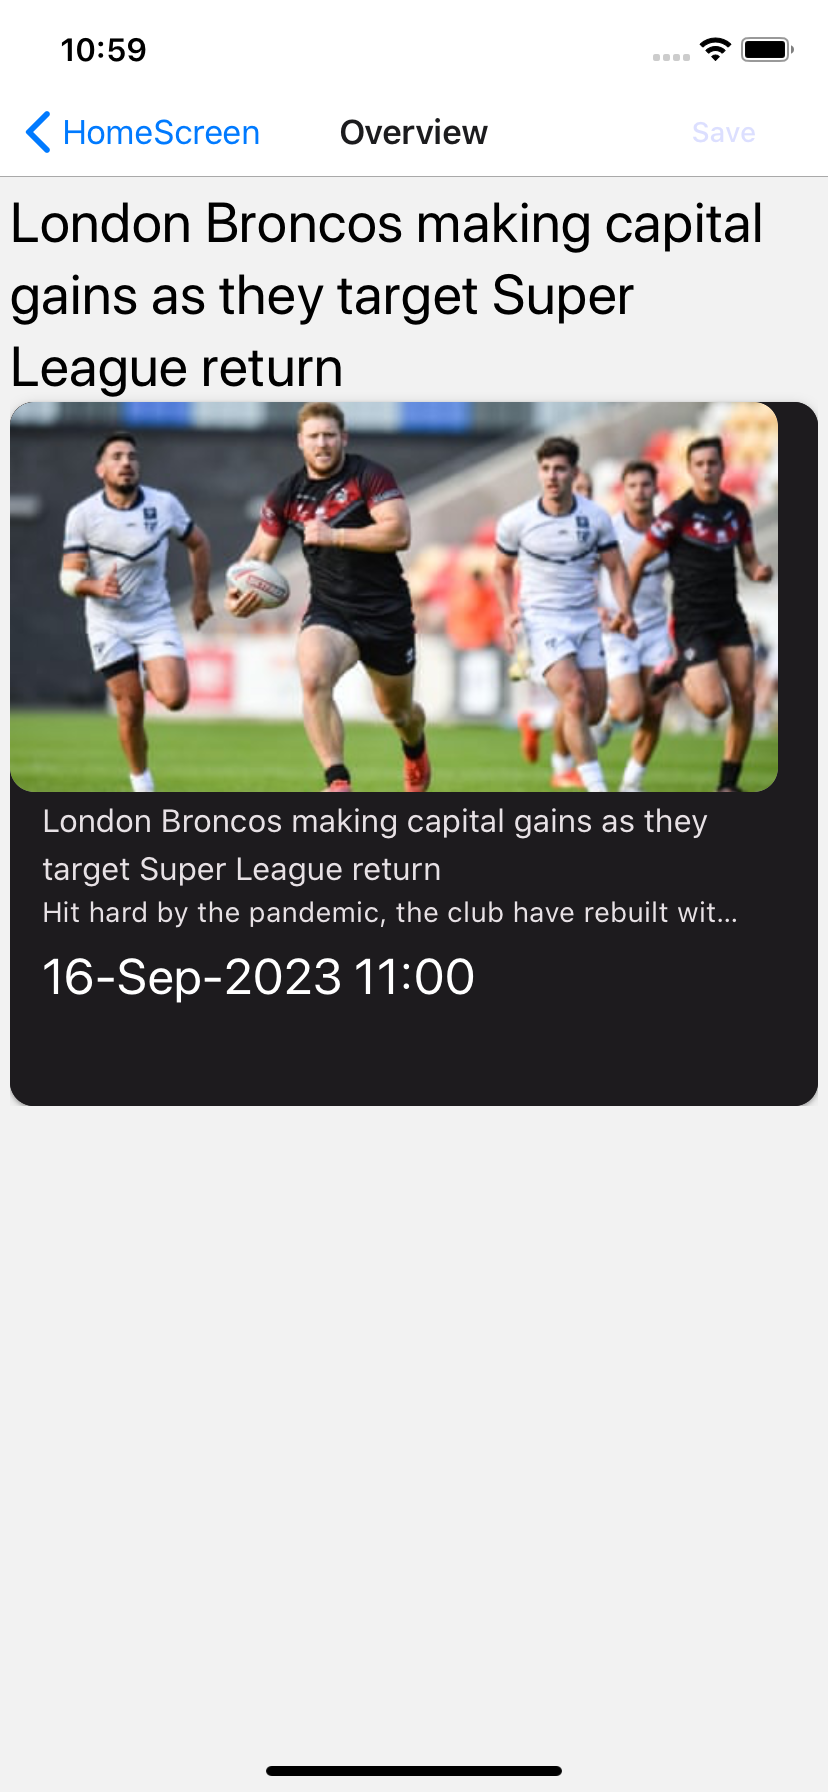 10:59
HomeScreen
Overview
Save
London Broncos making capital
gains as they target Super
League return
London Broncos making capital gains as they
target Super League return
Hit hard by the pandemic, the club have rebuilt wit...
16-Sep-2023 11:00